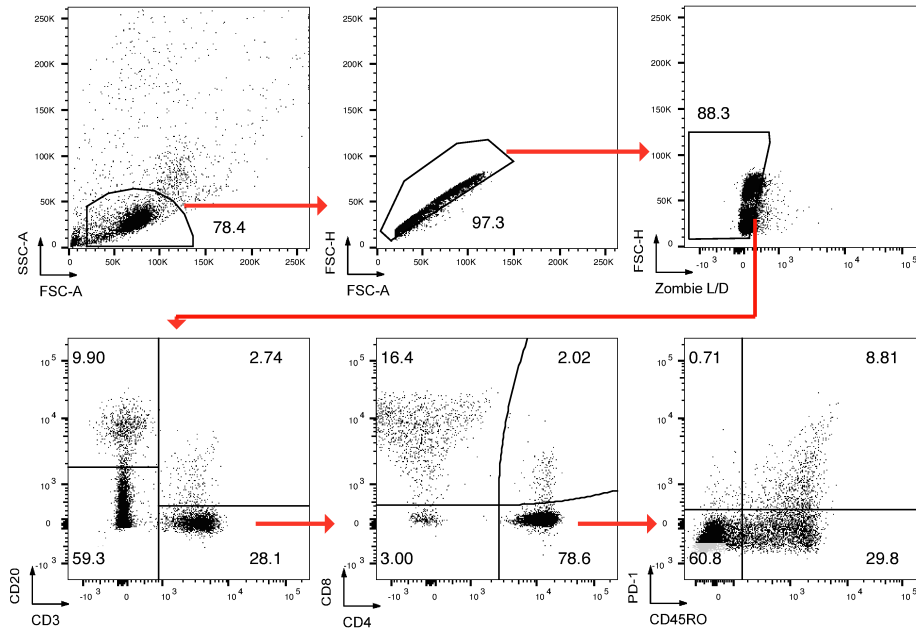 250K
200K
150K
100K
50K
0
78.4
0 50K 100K 150K 200K 250K
SSC-A
FSC-A
250K
200K
150K
100K
50K
0
97.3
0 50K 100K 150K 200K 250K
FSC-H
FSC-A
250K
200K
150K
100K
50K
0
88.3
-10 3 0 10 3 10 4 10 5
FSC-H
Zombie L/D
9.90 2.74
10 5
10 4
10 3
0
-10 3
59.3 28.1
-10 3 0 10 3 10 4 10 5
CD20
CD3
16.4 2.02
10 5
10 4
10 3
0
-10 3
3.00 78.6
-10 3 0 10 3 10 4 10 5
CD8
CD4
0.71 8.81
10 5
10 4
10 3
0
-10 3
60.8 29.8
-10 3 0 10 3 10 4 10 5
PD-1
CD45RO